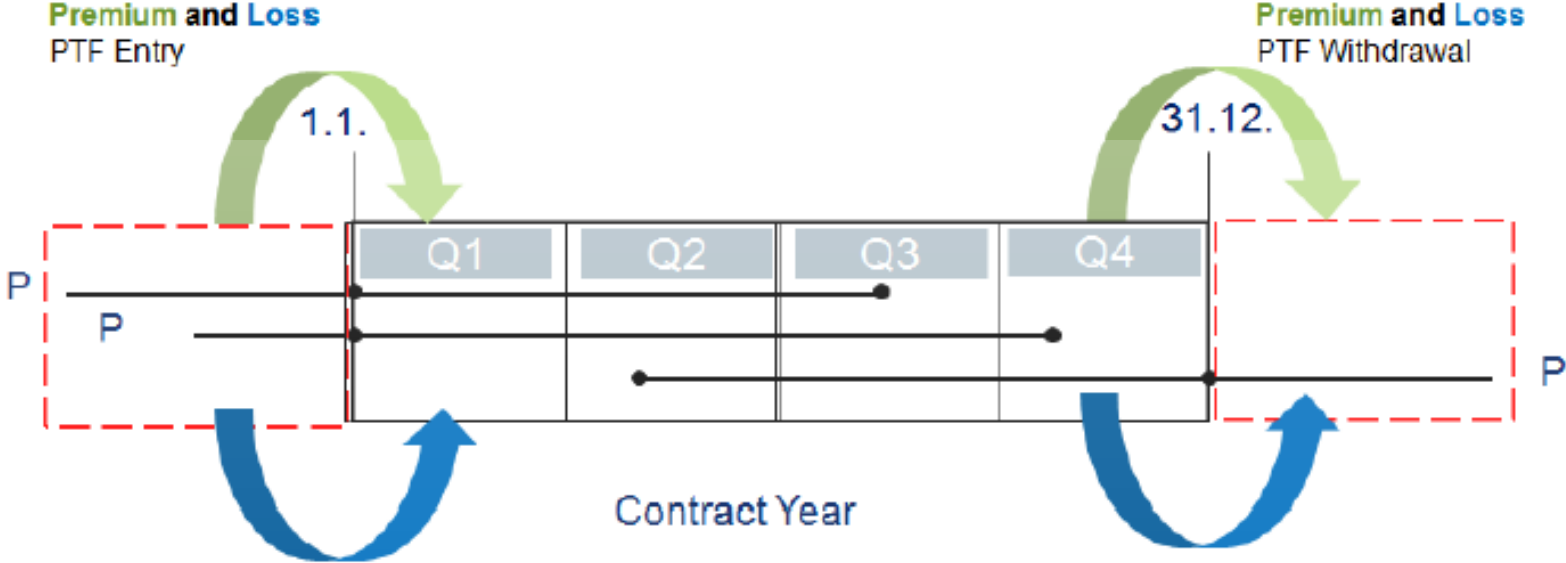 Premium and Loss
PTF Entry
Premium and Loss
PTF Withdrawal
1.1.
31.12.
Q1
Q2
Q3
Q4
P
P
P
Contract Year